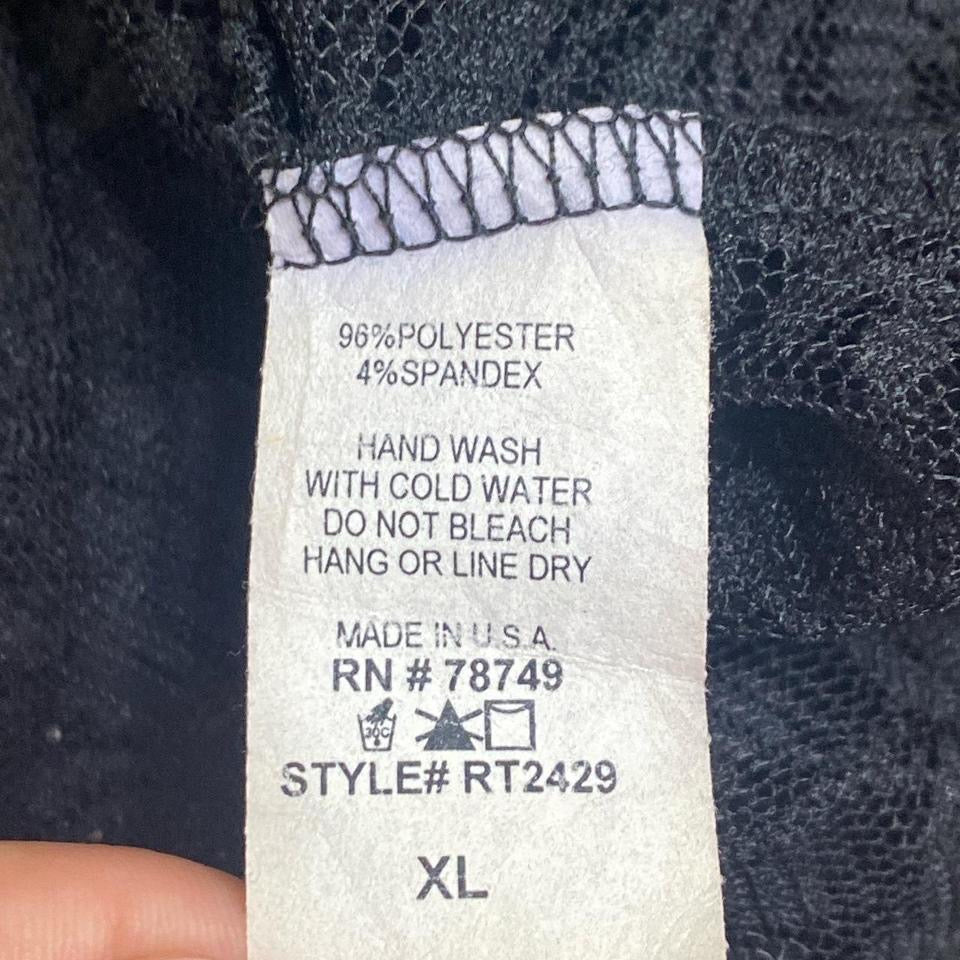 96%POLYESTER
4%SPANDEX
HAND WASH
WITH COLD WATER
DO NOT BLEACH
HANG OR LINE DRY
MADE IN U.S.A.
RN # 78749
30C
STYLE# RT2429
XL